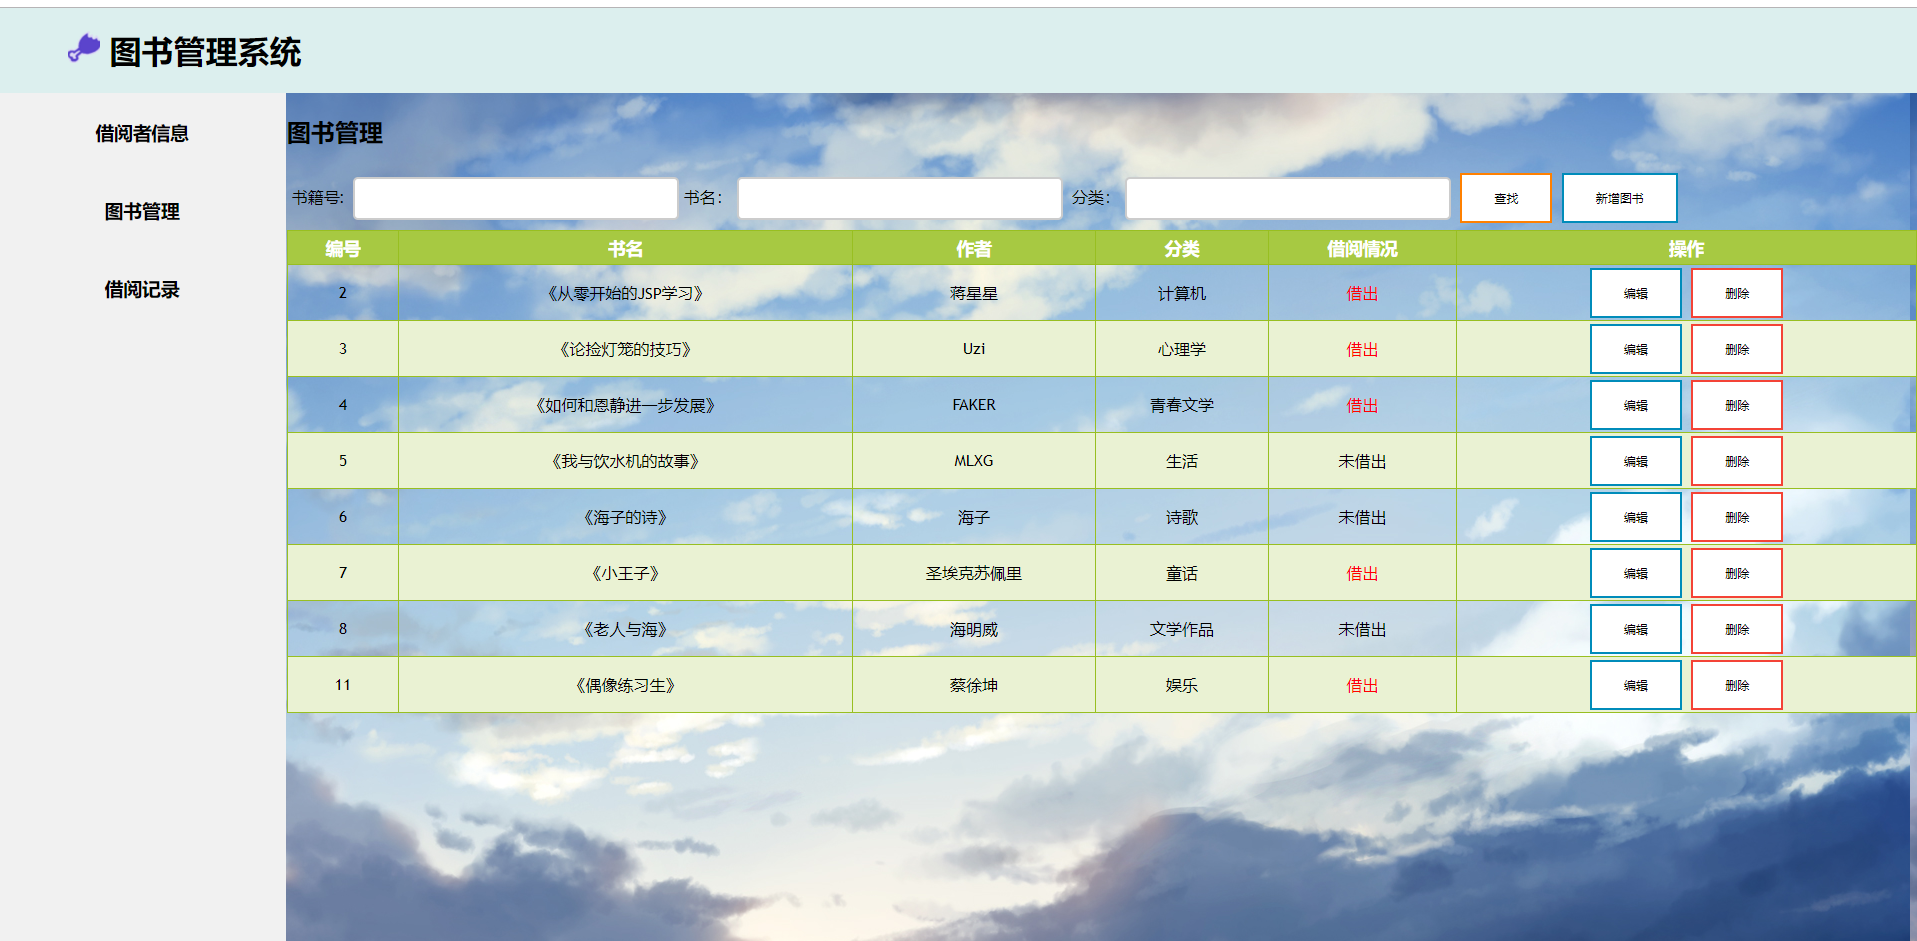 图书管理系统
借阅者信息
图书管理
借阅记录
图书管理
书籍号: 书名： 分类： 查找 新增图书
编号 书名 作者 分类 借阅情况 操作
2 《从零开始的JSP学习》 蒋星星 计算机 借出 编辑 删除
3 《论捡灯笼的技巧》 Uzi 心理学 借出 编辑 删除
4 《如何和恩静进一步发展》 FAKER 青春文学 借出 编辑 删除
5 《我与饮水机的故事》 MLXG 生活 未借出 编辑 删除
6 《海子的诗》 海子 诗歌 未借出 编辑 删除
7 《小王子》 圣埃克苏佩里 童话 借出 编辑 删除
8 《老人与海》 海明威 文学作品 未借出 编辑 删除
11 《偶像练习生》 蔡徐坤 娱乐 借出 编辑 删除